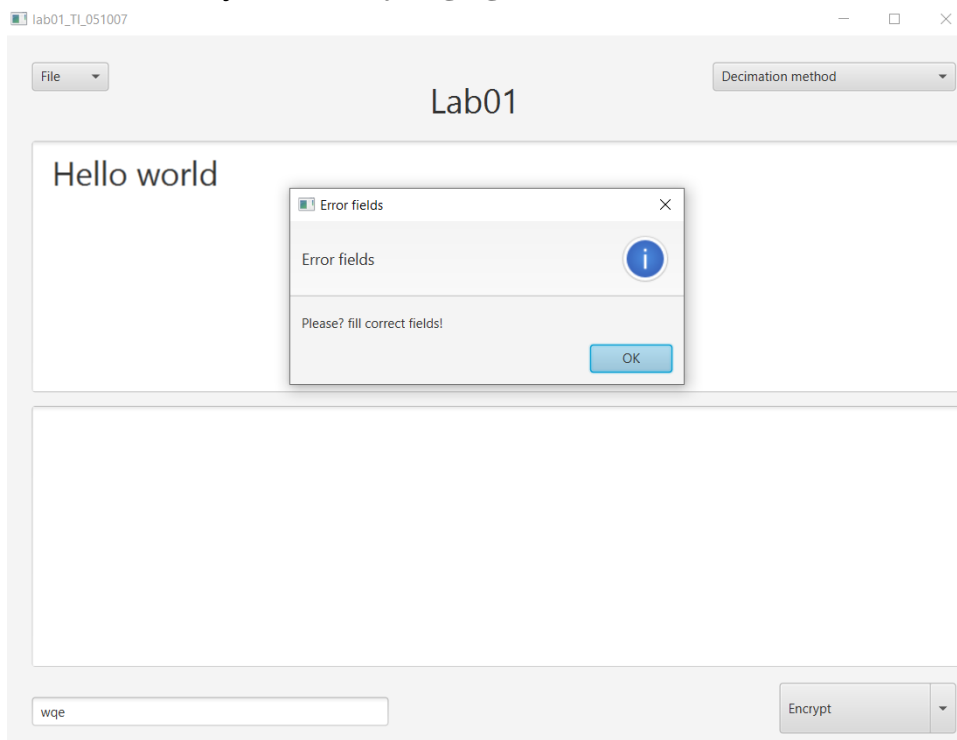 lab01_TI_051007
File
Decimation method
Lab01
Hello world
Error fields
Error fields
Please? fill correct fields!
OK
wqe
Encrypt